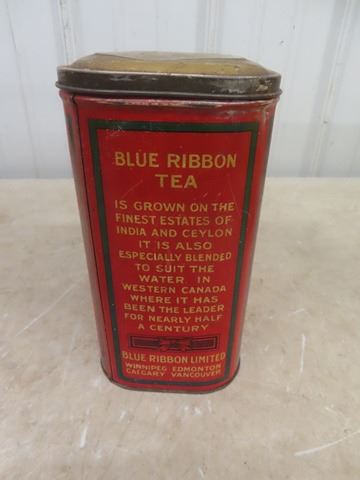 BLUE RIBBON
TEA
IS GROWN ON THE
FINEST ESTATES OF
INDIA AND CEYLON
IT IS ALSO
ESPECIALLY BLENDED
TO SUIT THE
WATER IN
WESTERN CANADA
WHERE IT HAS
BEEN THE LEADER
FOR NEARLY HALF
A CENTURY
BLUE RIBBON LIMITED
WINNIPEG EDMONTON
CALGARY VANCOUVER